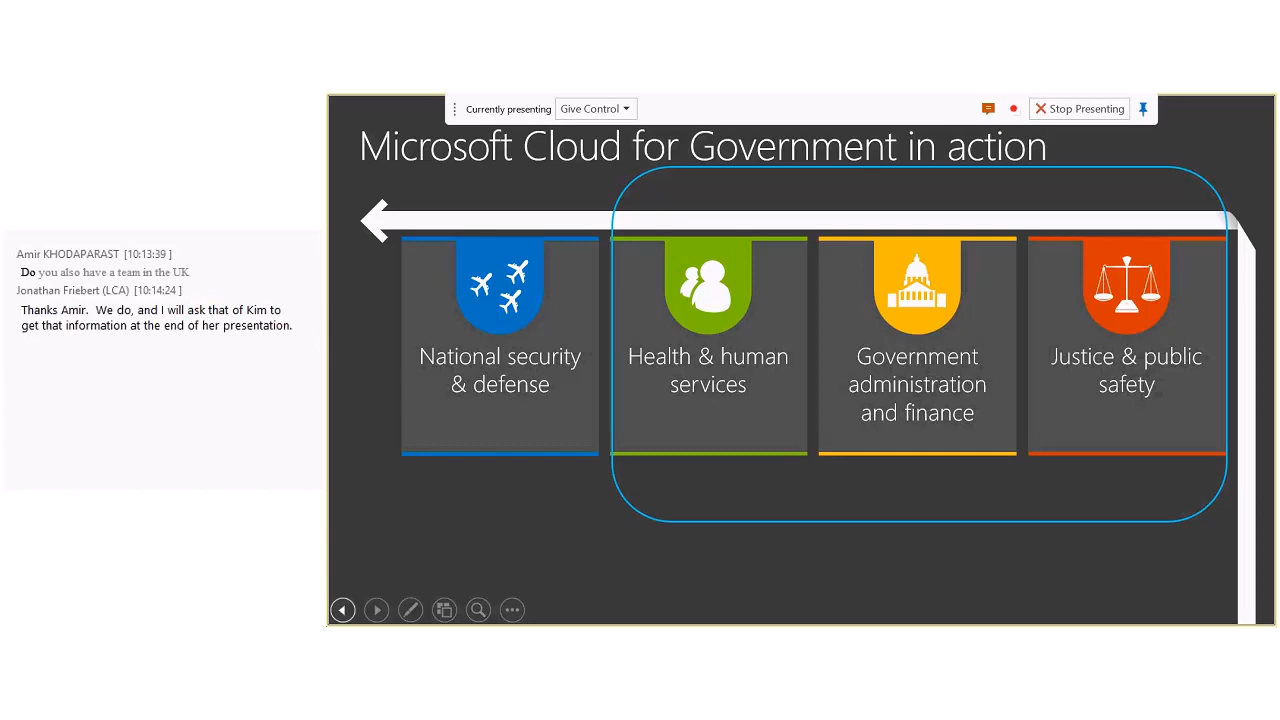 Currently presenting
Give Control
Stop Presenting
Microsoft Cloud for Government in action
Amir KHODAPARAST [10:13:39 ]
Do you also have a team in the UK
Jonathan Friebert (LCA) [10:14:24 ]
Thanks Amir.  We do, and I will ask that of Kim to
get that information at the end of her presentation.
National security
& defense
Health & human
services
Government
administration
and finance
Justice & public
safety